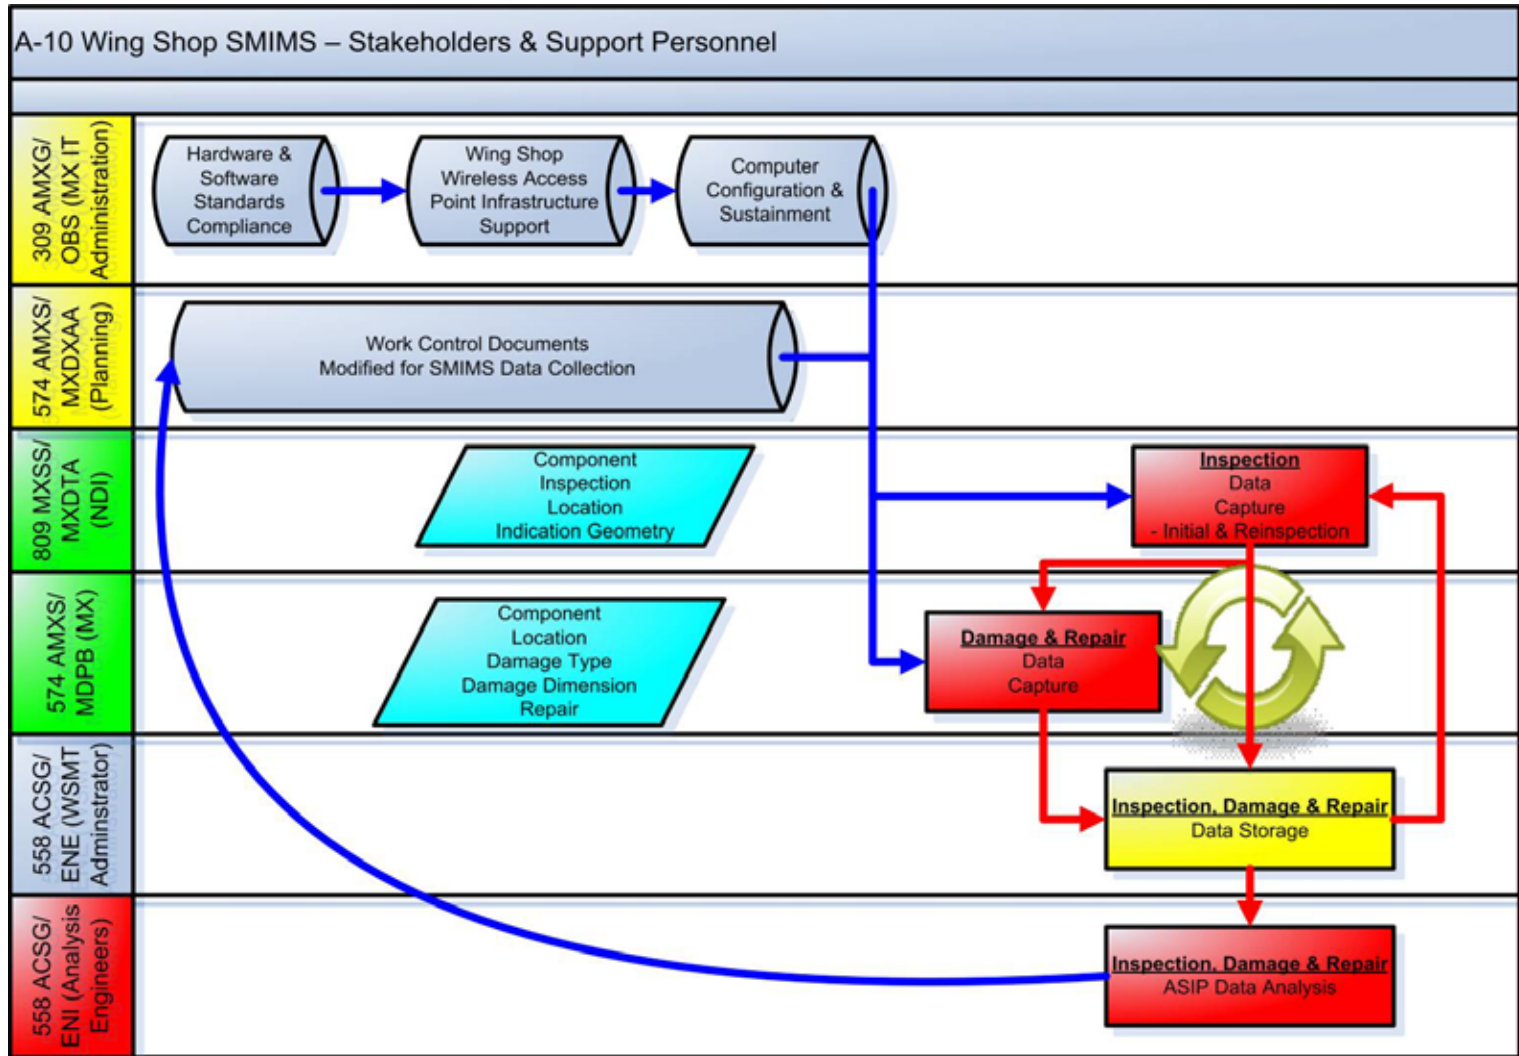 A-10 Wing Shop SMIMS – Stakeholders & Support Personnel
309 AMXG/
OBS (MX IT
Administration)
Hardware &
Software
Standards
Compliance
Wing Shop
Wireless Access
Point Infrastructure
Support
Computer
Configuration &
Sustainment
574 AMXS/
MXDXAA
(Planning)
Work Control Documents
Modified for SMIMS Data Collection
809 MXSS/
MXDTA
(NDI)
Component
Inspection
Location
Indication Geometry
Inspection
Data
Capture
- Initial & Reinspection
574 AMXS/
MDPB (MX)
Component
Location
Damage Type
Damage Dimension
Repair
Damage & Repair
Data
Capture
558 ACSG/
ENE (WSMT
Adminstrator)
Inspection, Damage & Repair
Data Storage
558 ACSG/
ENI (Analysis
Engineers)
Inspection, Damage & Repair
ASIP Data Analysis